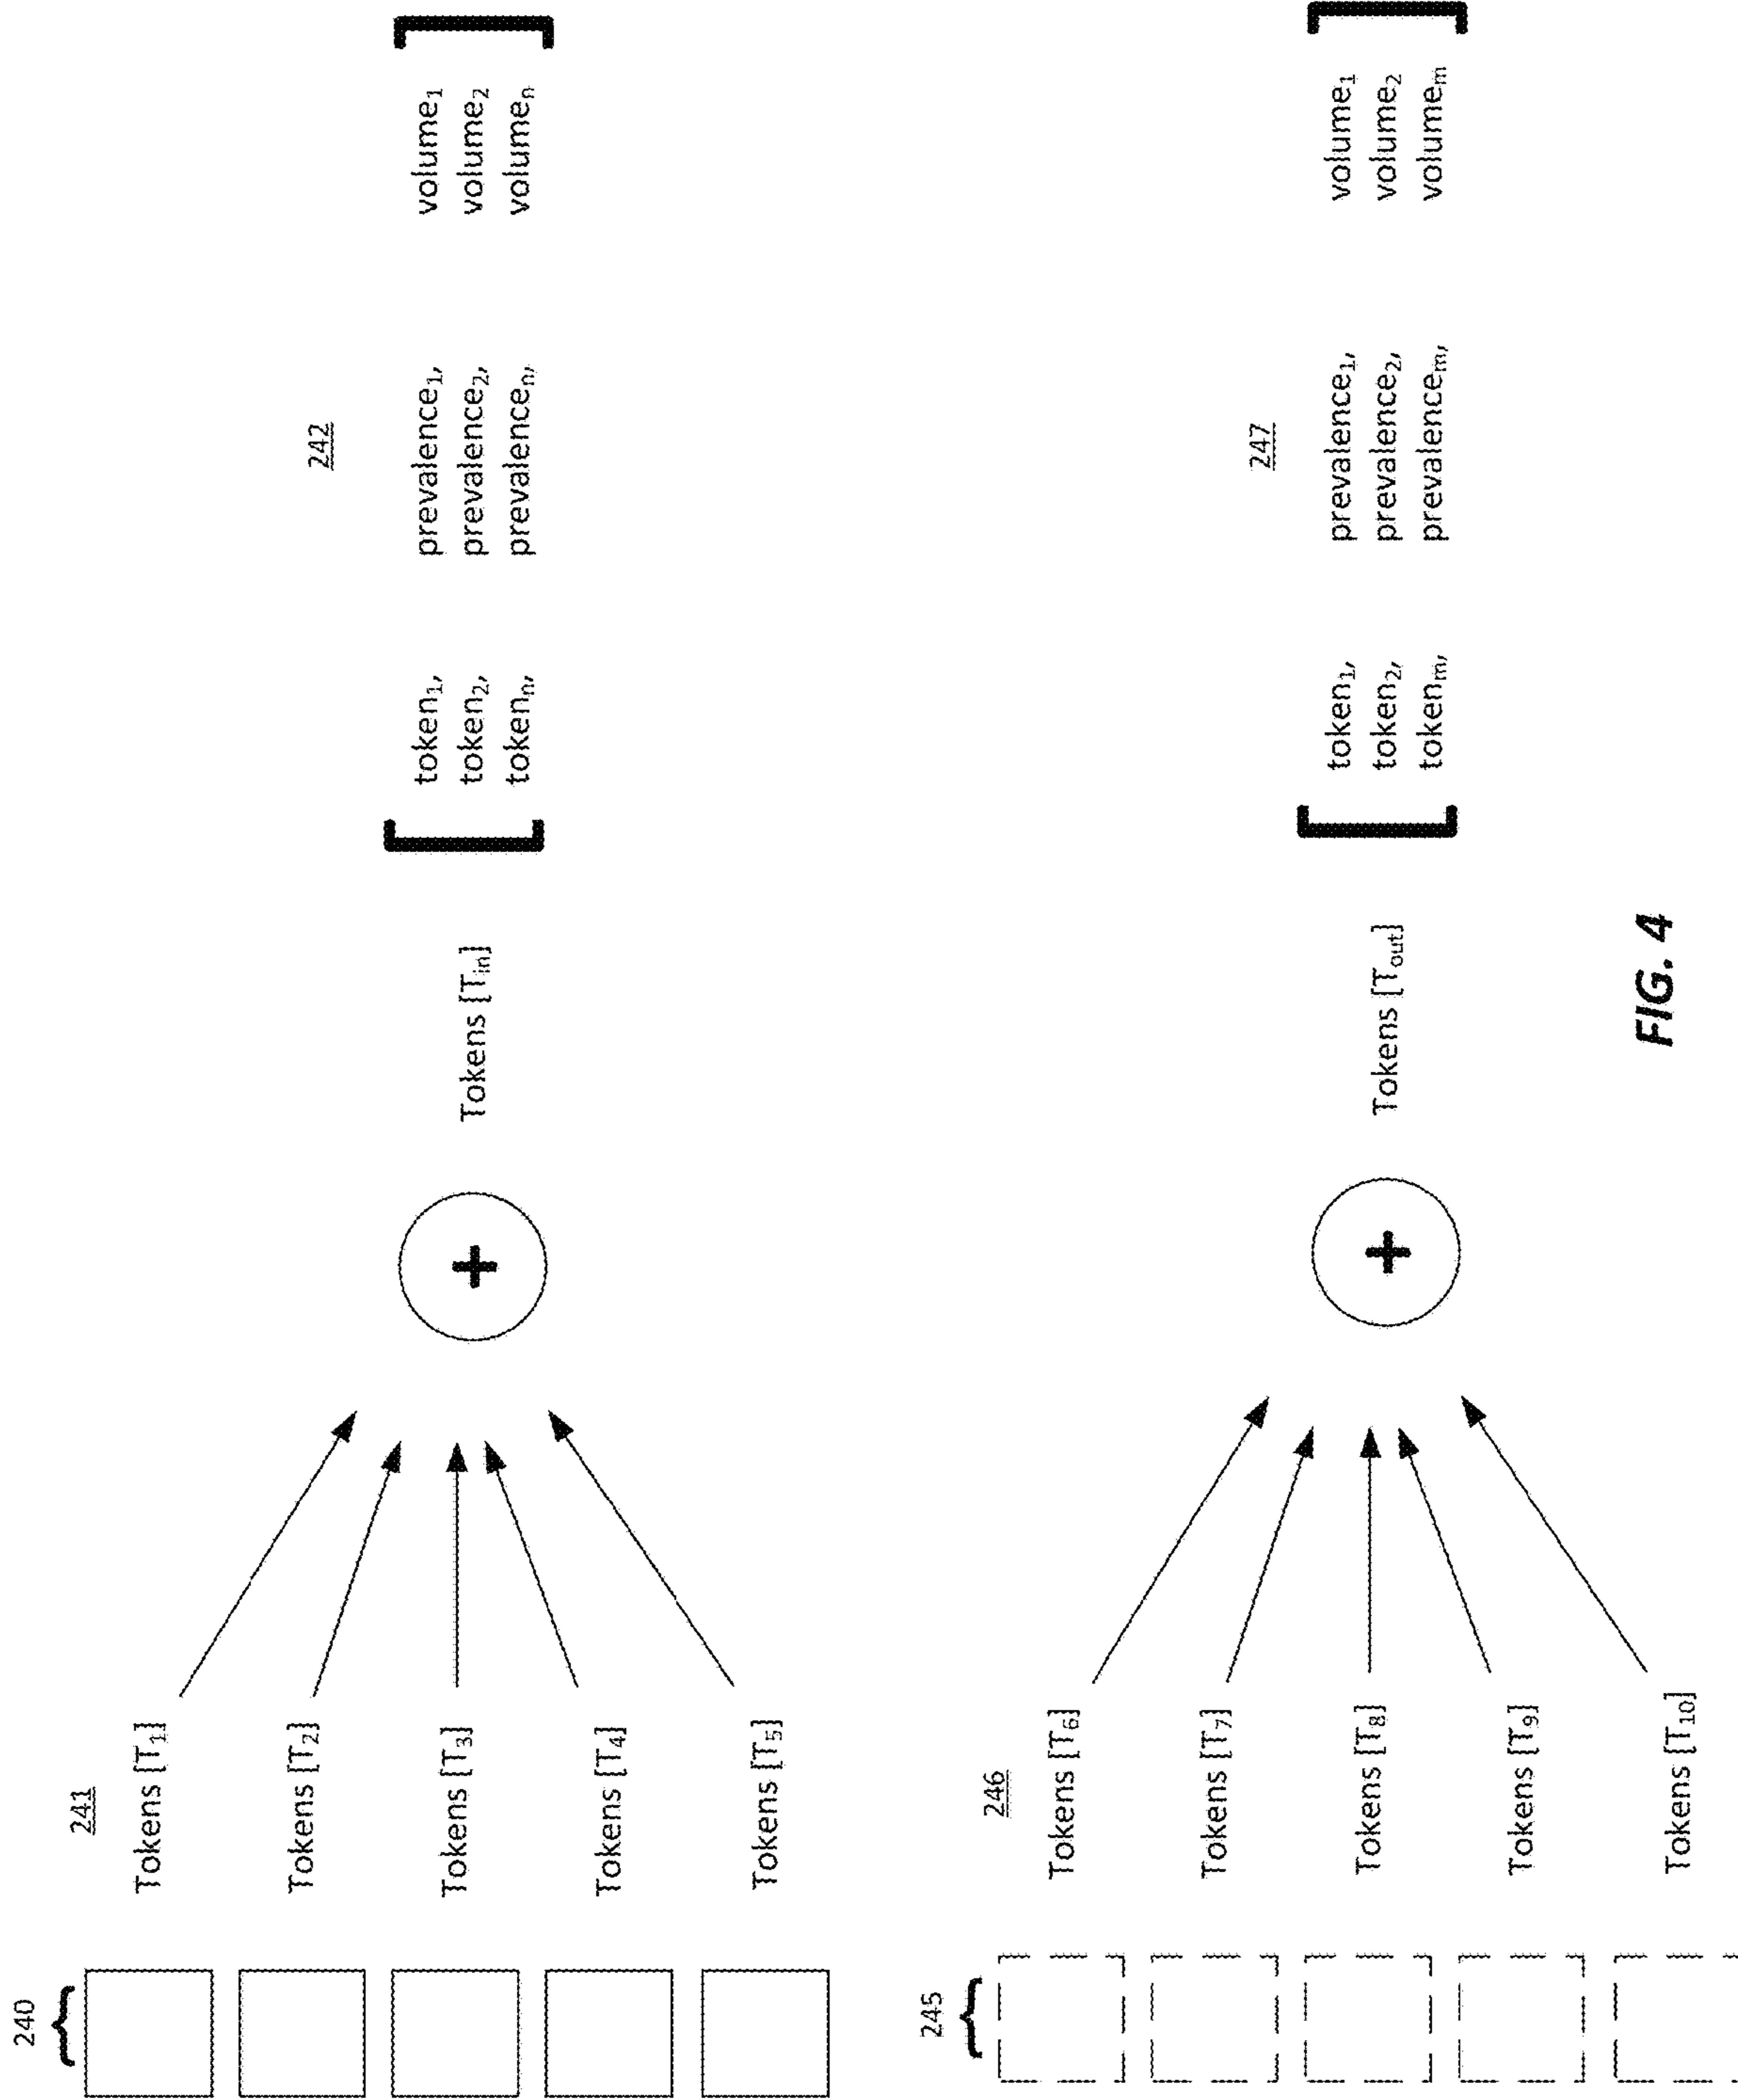 240
241
Tokens [T1]
Tokens [T2]
Tokens [T3]
Tokens [T4]
Tokens [T5]
+
Tokens [Tin]
242
[ token1, prevalence1, volume1
token2, prevalence2, volume2
tokenn, prevalencen, volumen ]
245
246
Tokens [T6]
Tokens [T7]
Tokens [T8]
Tokens [T9]
Tokens [T10]
+
Tokens [Tout]
247
[ token1, prevalence1, volume1
token2, prevalence2, volume2
tokenm, prevalencem, volumem ]
FIG. 4